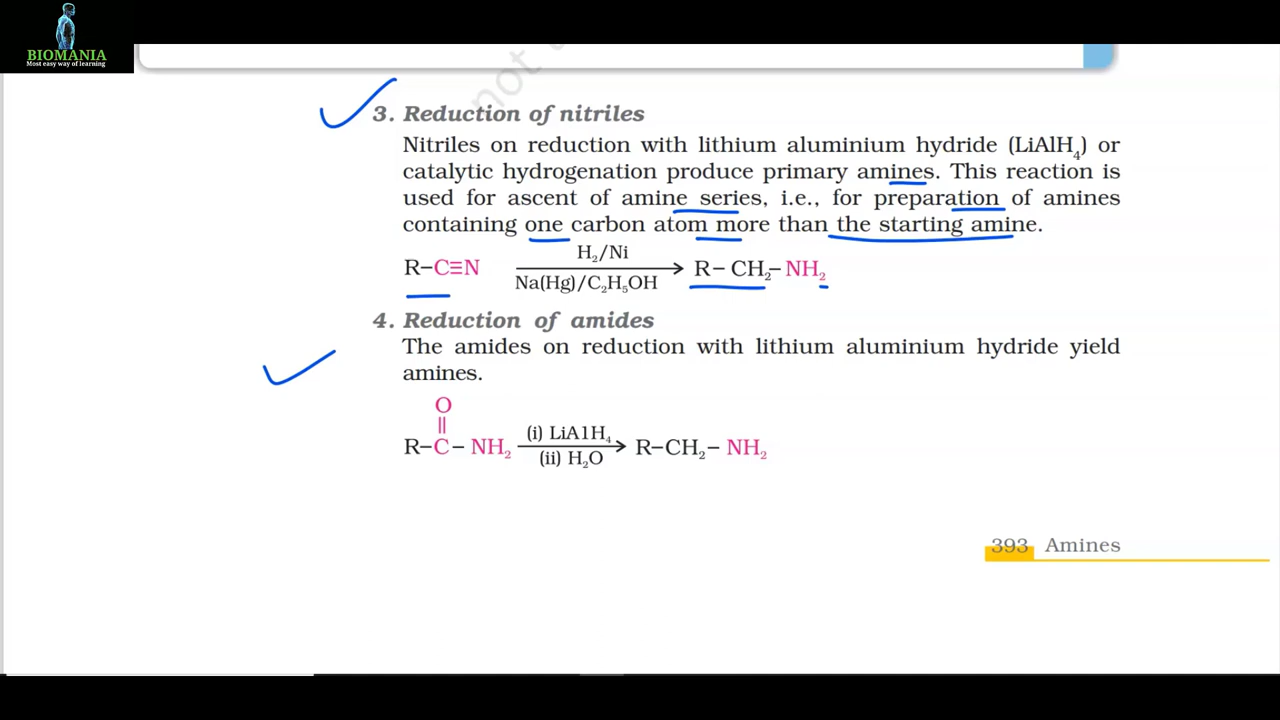 BIOMANIA
Most easy way of learning
not
3. Reduction of nitriles
Nitriles on reduction with lithium aluminium hydride (LiAlH₄) or
catalytic hydrogenation produce primary amines. This reaction is
used for ascent of amine series, i.e., for preparation of amines
containing one carbon atom more than the starting amine.
H₂/Ni
R–C≡N R–CH₂–NH₂
Na(Hg)/C₂H₅OH
4. Reduction of amides
The amides on reduction with lithium aluminium hydride yield
amines.
O
||
(i) LiAlH₄
R–C–NH₂ → R–CH₂–NH₂
(ii) H₂O
393 Amines